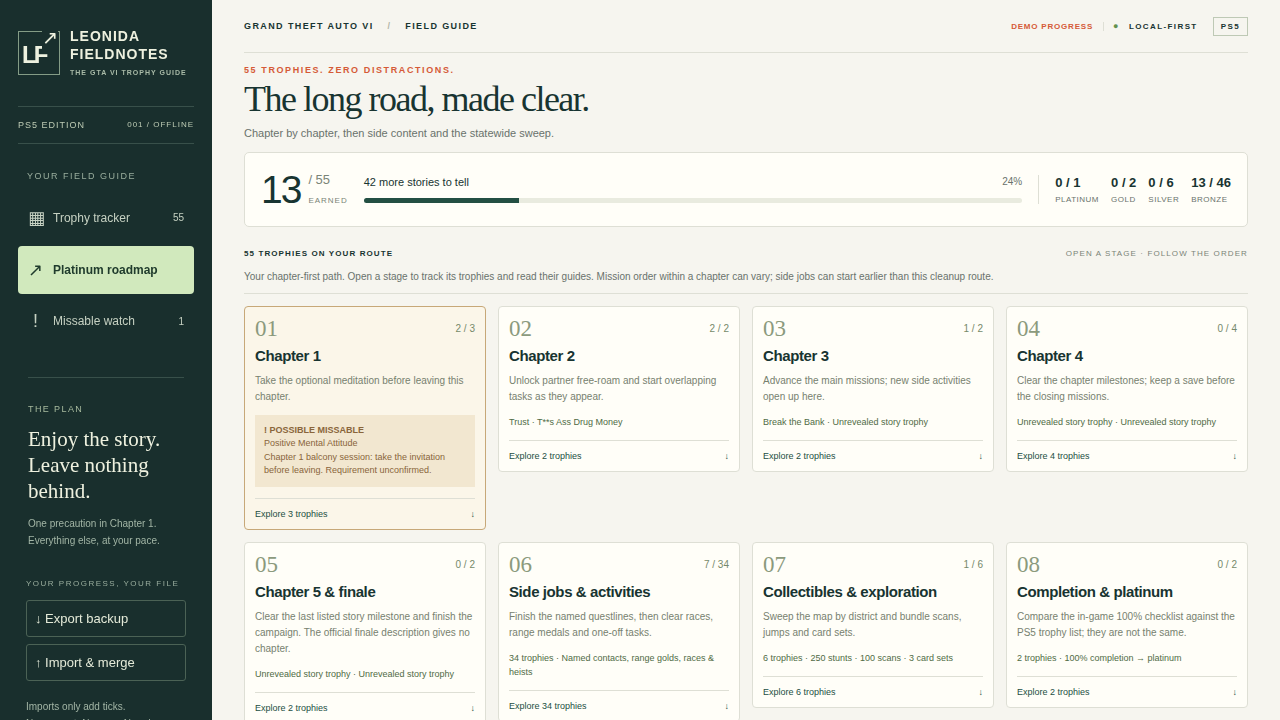 LF↗
LEONIDA
FIELDNOTES
THE GTA VI TROPHY GUIDE
PS5 EDITION 001 / OFFLINE
YOUR FIELD GUIDE
▦ Trophy tracker 55
↗ Platinum roadmap
! Missable watch 1
THE PLAN
Enjoy the story.
Leave nothing
behind.
One precaution in Chapter 1.
Everything else, at your pace.
YOUR PROGRESS, YOUR FILE
↓ Export backup
↑ Import & merge
Imports only add ticks.
GRAND THEFT AUTO VI / FIELD GUIDE
DEMO PROGRESS ● LOCAL-FIRST PS5
55 TROPHIES. ZERO DISTRACTIONS.
The long road, made clear.
Chapter by chapter, then side content and the statewide sweep.
13 / 55 EARNED
42 more stories to tell 24%
0 / 1 PLATINUM
0 / 2 GOLD
0 / 6 SILVER
13 / 46 BRONZE
55 TROPHIES ON YOUR ROUTE OPEN A STAGE · FOLLOW THE ORDER
Your chapter-first path. Open a stage to track its trophies and read their guides. Mission order within a chapter can vary; side jobs can start earlier than this cleanup route.
01 2 / 3
Chapter 1
Take the optional meditation before leaving this
chapter.
! POSSIBLE MISSABLE
Positive Mental Attitude
Chapter 1 balcony session: take the invitation
before leaving. Requirement unconfirmed.
Explore 3 trophies ↓
02 2 / 2
Chapter 2
Unlock partner free-roam and start overlapping
tasks as they appear.
Trust · T**s Ass Drug Money
Explore 2 trophies ↓
03 1 / 2
Chapter 3
Advance the main missions; new side activities
open up here.
Break the Bank · Unrevealed story trophy
Explore 2 trophies ↓
04 0 / 4
Chapter 4
Clear the chapter milestones; keep a save before
the closing missions.
Unrevealed story trophy · Unrevealed story trophy
Explore 4 trophies ↓
05 0 / 2
Chapter 5 & finale
Clear the last listed story milestone and finish the
campaign. The official finale description gives no
chapter.
Unrevealed story trophy · Unrevealed story trophy
Explore 2 trophies ↓
06 7 / 34
Side jobs & activities
Finish the named questlines, then clear races,
range medals and one-off tasks.
34 trophies · Named contacts, range golds, races &
heists
Explore 34 trophies ↓
07 1 / 6
Collectibles & exploration
Sweep the map by district and bundle scans,
jumps and card sets.
6 trophies · 250 stunts · 100 scans · 3 card sets
Explore 6 trophies ↓
08 0 / 2
Completion & platinum
Compare the in-game 100% checklist against the
PS5 trophy list; they are not the same.
2 trophies · 100% completion → platinum
Explore 2 trophies ↓